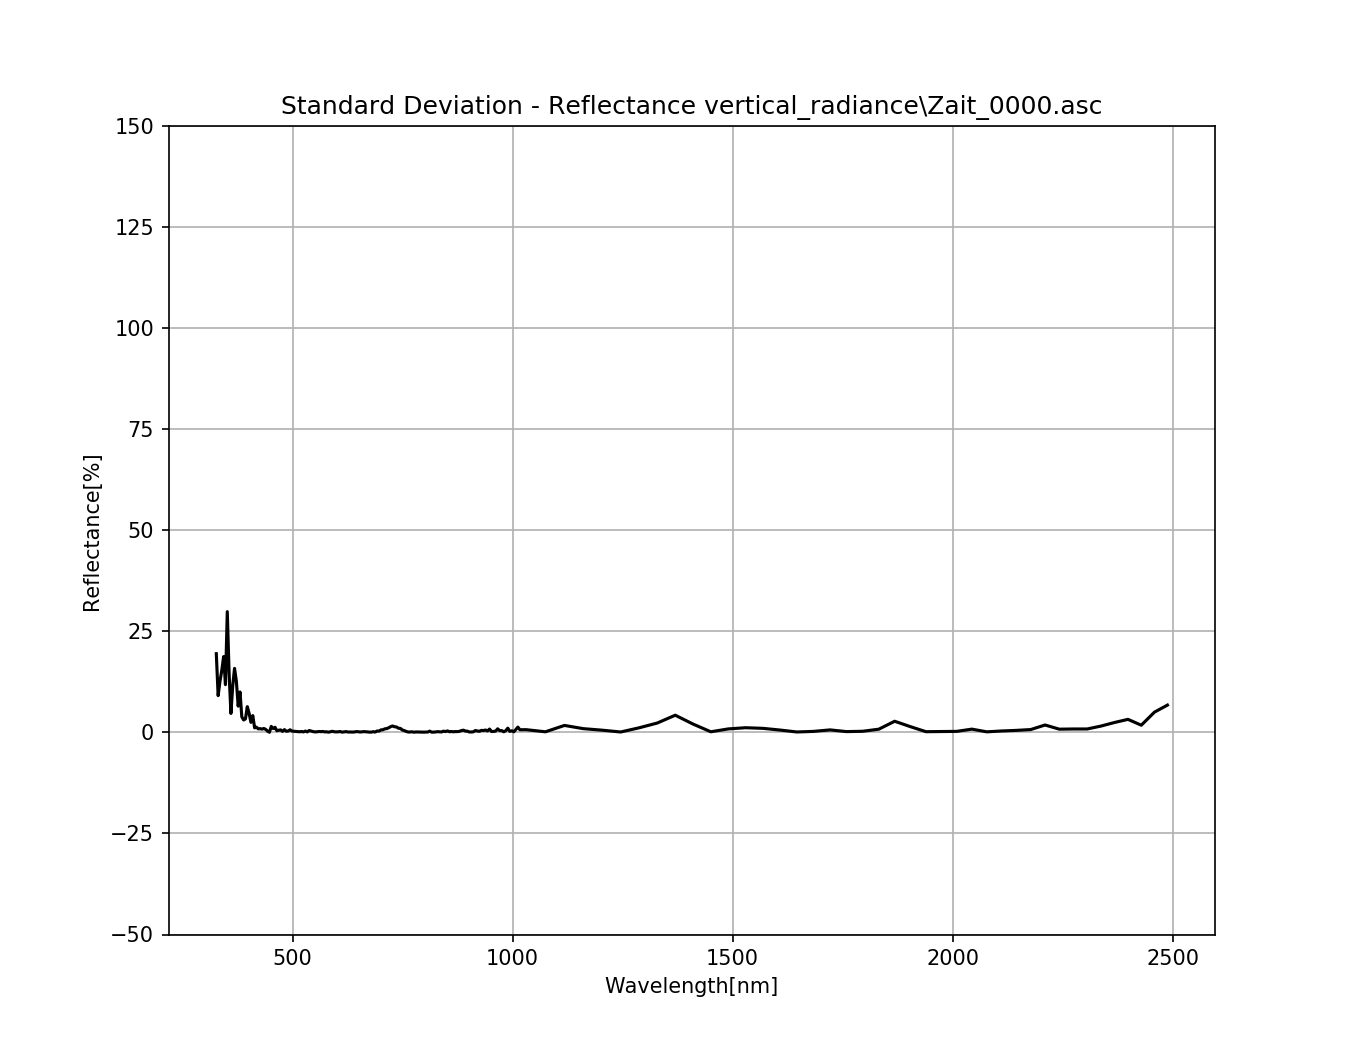 Standard Deviation - Reflectance vertical_radiance\Zait_0000.asc
150
125
100
75
50
25
0
−25
−50
Reflectance[%]
500 1000 1500 2000 2500
Wavelength[nm]